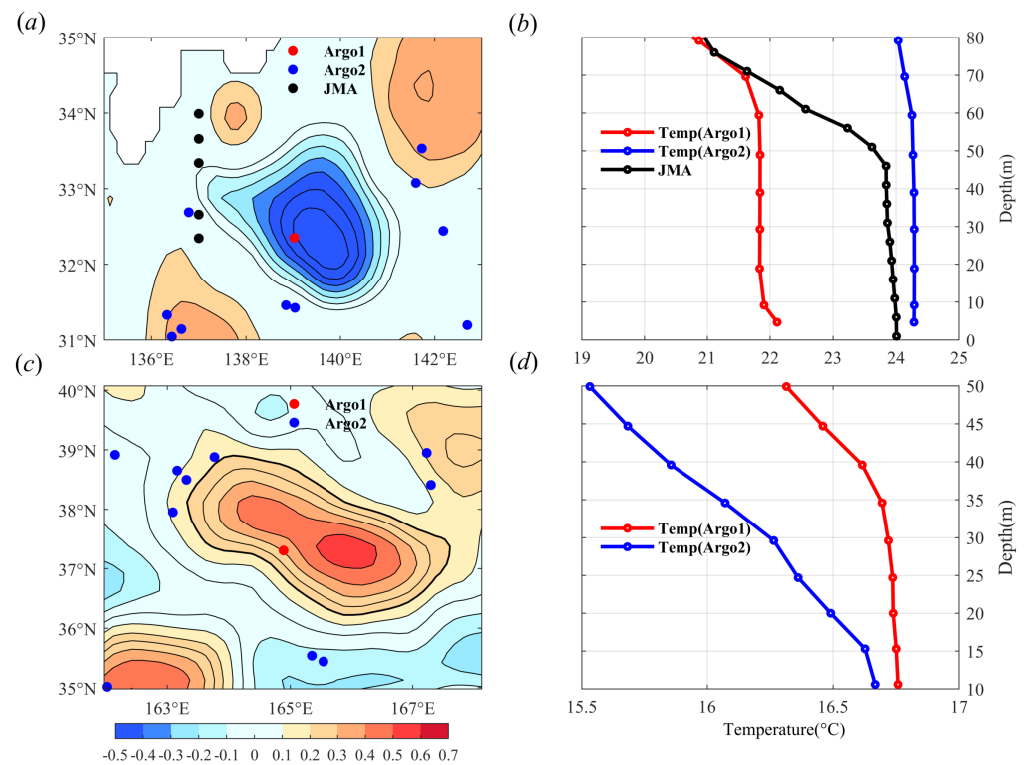 (a)
35°N
34°N
33°N
32°N
31°N
136°E 138°E 140°E 142°E
Argo1
Argo2
JMA
(b)
80
70
60
50
40
30
20
10
0
Depth(m)
19 20 21 22 23 24 25
Temp(Argo1)
Temp(Argo2)
JMA
(c)
40°N
39°N
38°N
37°N
36°N
35°N
163°E 165°E 167°E
Argo1
Argo2
-0.5 -0.4 -0.3 -0.2 -0.1 0 0.1 0.2 0.3 0.4 0.5 0.6 0.7
(d)
50
45
40
35
30
25
20
15
10
Depth(m)
15.5 16 16.5 17
Temperature(°C)
Temp(Argo1)
Temp(Argo2)